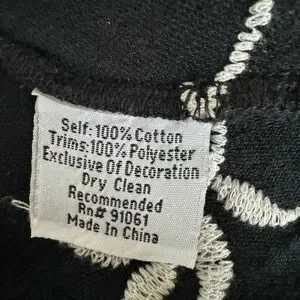 Self: 100% Cotton
Trims: 100% Polyester
Exclusive Of Decoration
Dry Clean
Recommended
Rn# 91061
Made In China